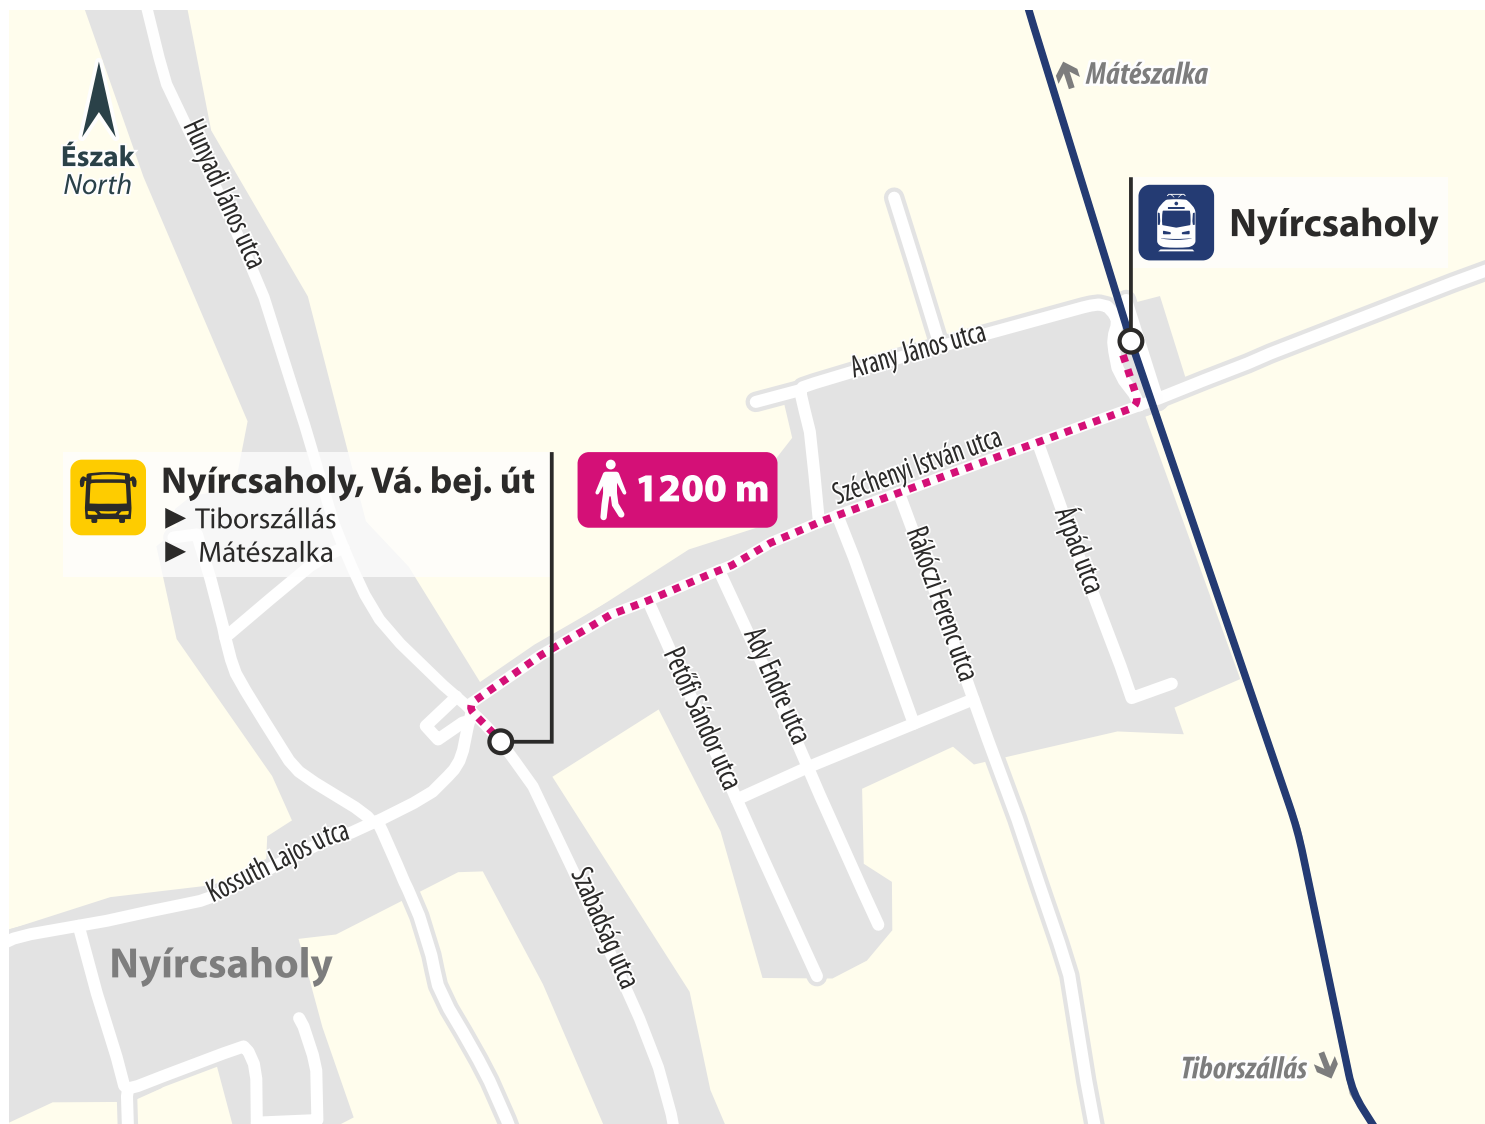 Mátészalka
Észak
North
Hunyadi János utca
Nyírcsaholy
Arany János utca
Széchenyi István utca
Nyírcsaholy, Vá. bej. út
► Tiborszállás
► Mátészalka
1200 m
Árpád utca
Rákóczi Ferenc utca
Ady Endre utca
Petőfi Sándor utca
Kossuth Lajos utca
Szabadság utca
Nyírcsaholy
Tiborszállás